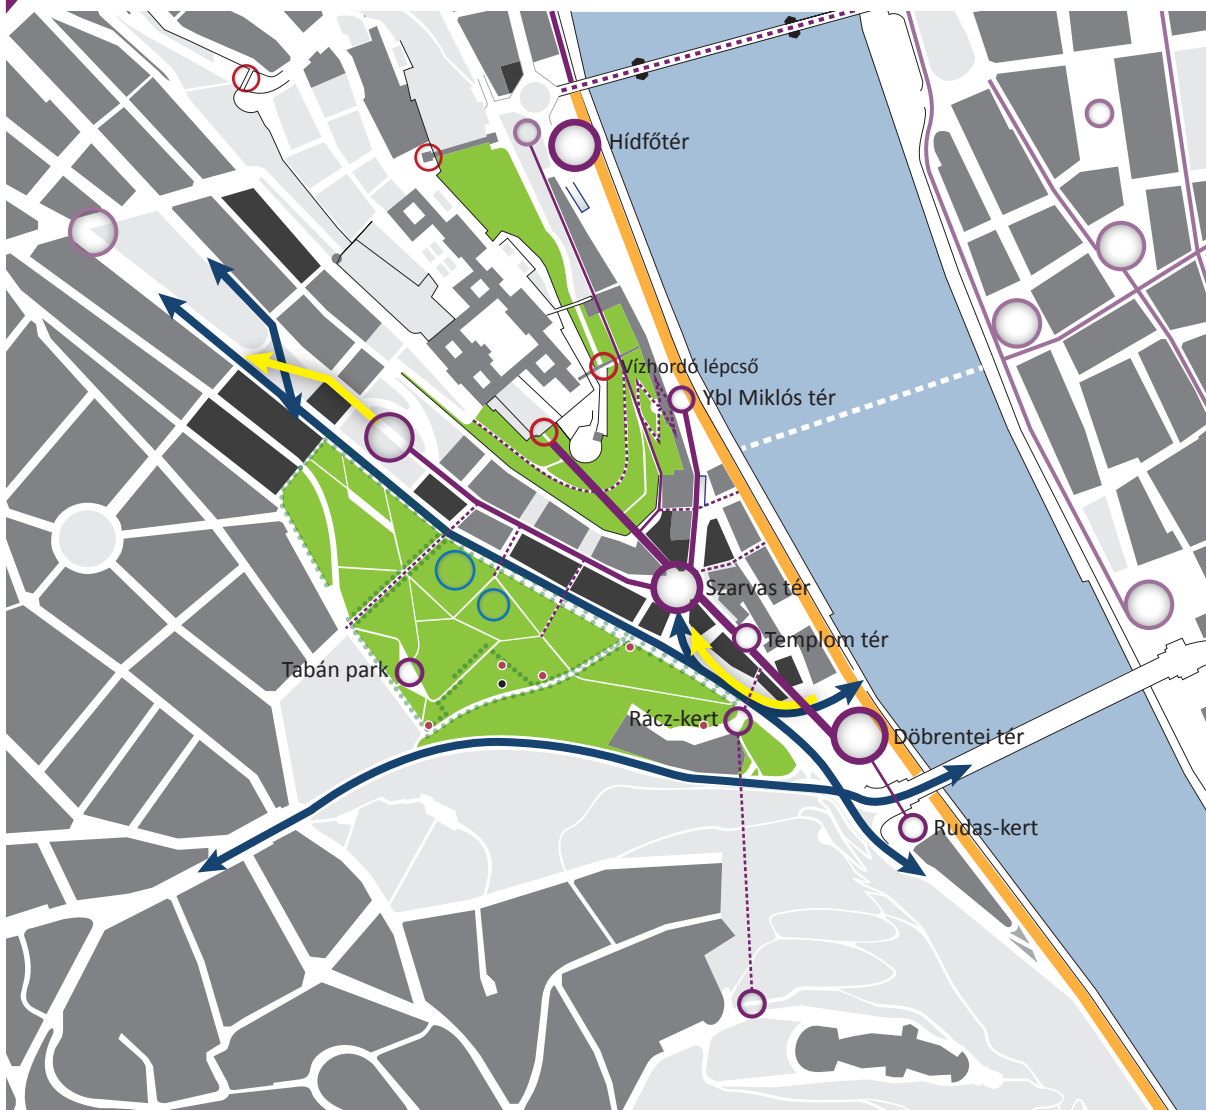 Hídfőtér
Vízhordó lépcső
Ybl Miklós tér
Szarvas tér
Templom tér
Tabán park
Rácz-kert
Döbrentei tér
Rudas-kert